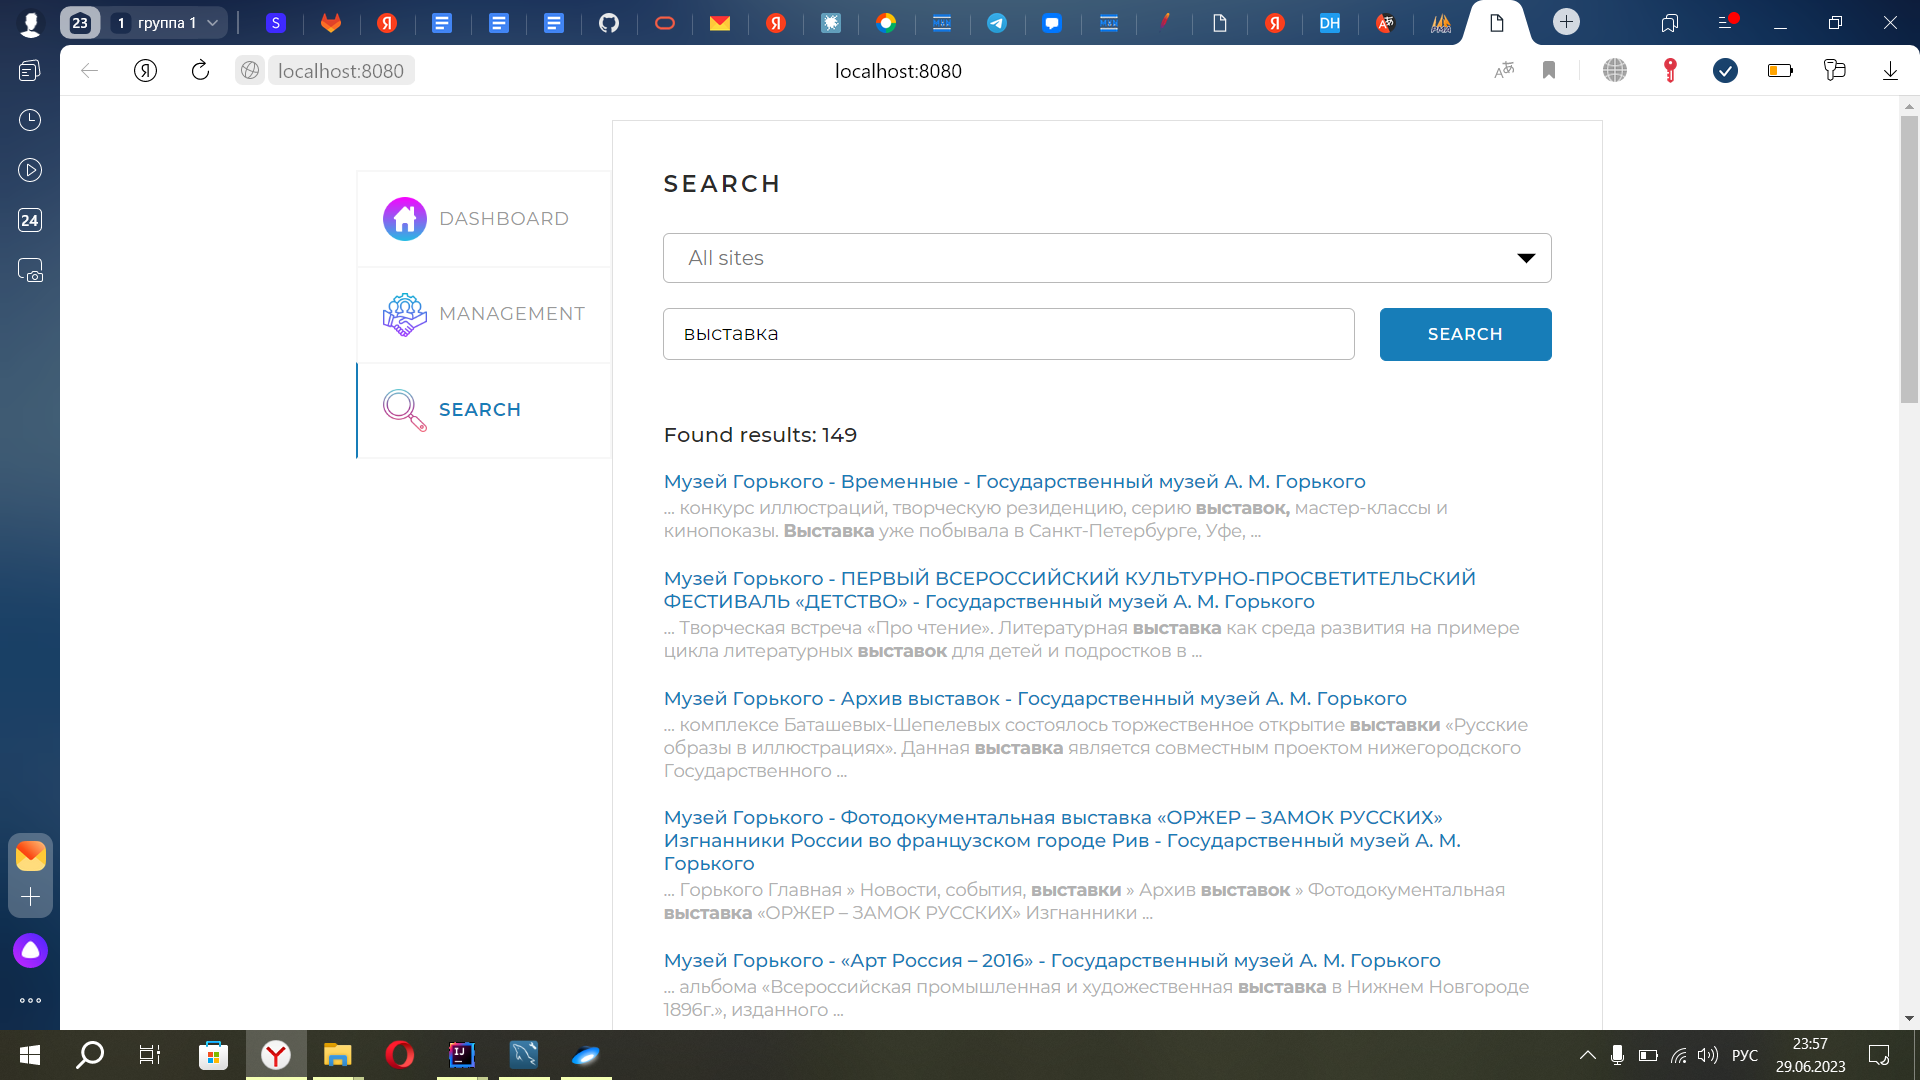 23
1 группа 1
S
Я
DH
localhost:8080
localhost:8080
24
DASHBOARD
MANAGEMENT
SEARCH
SEARCH
All sites
выставка
SEARCH
Found results: 149
Музей Горького - Временные - Государственный музей А. М. Горького
... конкурс иллюстраций, творческую резиденцию, серию выставок, мастер-классы и
кинопоказы. Выставка уже побывала в Санкт-Петербурге, Уфе, ...
Музей Горького - ПЕРВЫЙ ВСЕРОССИЙСКИЙ КУЛЬТУРНО-ПРОСВЕТИТЕЛЬСКИЙ
ФЕСТИВАЛЬ «ДЕТСТВО» - Государственный музей А. М. Горького
... Творческая встреча «Про чтение». Литературная выставка как среда развития на примере
цикла литературных выставок для детей и подростков в ...
Музей Горького - Архив выставок - Государственный музей А. М. Горького
... комплексе Баташевых-Шепелевых состоялось торжественное открытие выставки «Русские
образы в иллюстрациях». Данная выставка является совместным проектом нижегородского
Государственного ...
Музей Горького - Фотодокументальная выставка «ОРЖЕР – ЗАМОК РУССКИХ»
Изгнанники России во французском городе Рив - Государственный музей А. М.
Горького
... Горького Главная » Новости, события, выставки » Архив выставок » Фотодокументальная
выставка «ОРЖЕР – ЗАМОК РУССКИХ» Изгнанники ...
Музей Горького - «Арт Россия – 2016» - Государственный музей А. М. Горького
... альбома «Всероссийская промышленная и художественная выставка в Нижнем Новгороде
1896г.», изданного ...
РУС
23:57
29.06.2023